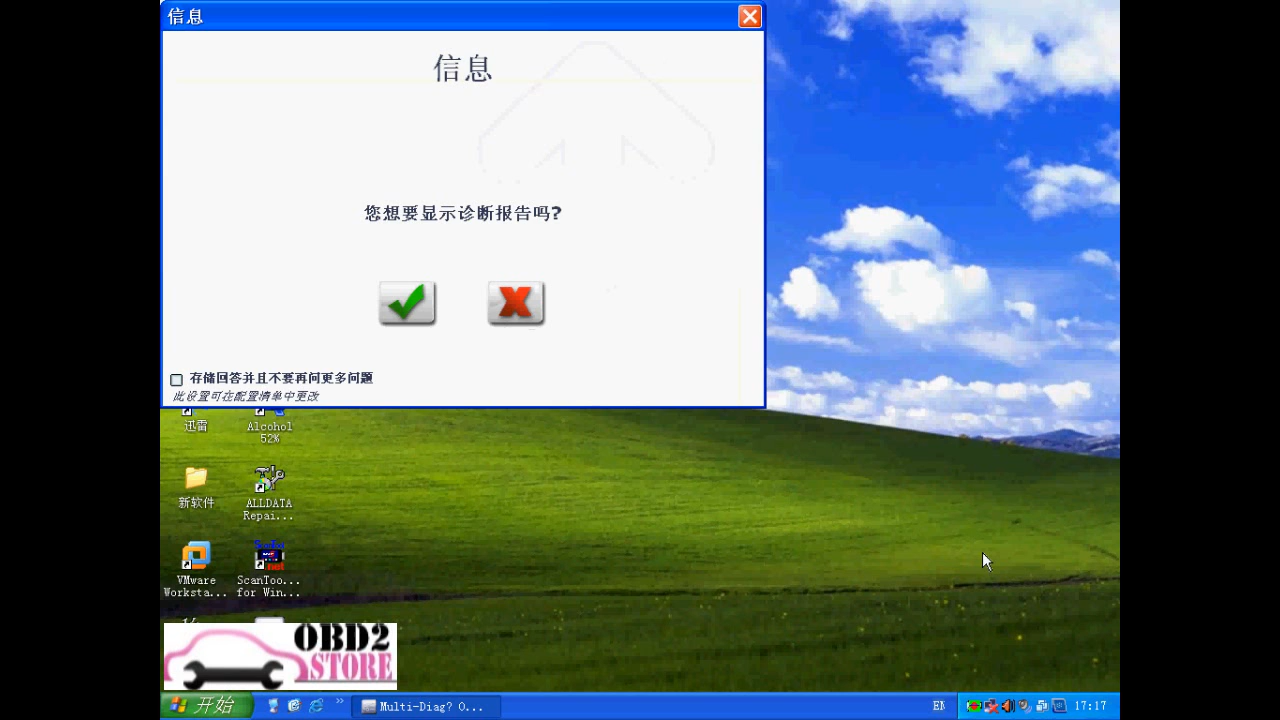 信息
信息
您想要显示诊断报告吗?
存储回答并且不要再问更多问题
此设置可在配置清单中更改
迅雷
Alcohol
52%
新软件
ALLDATA
Repai...
VMware
Worksta...
ScanToo...
for Win...
OBD2
STORE
开始
Multi-Diag? O...
EN
17:17